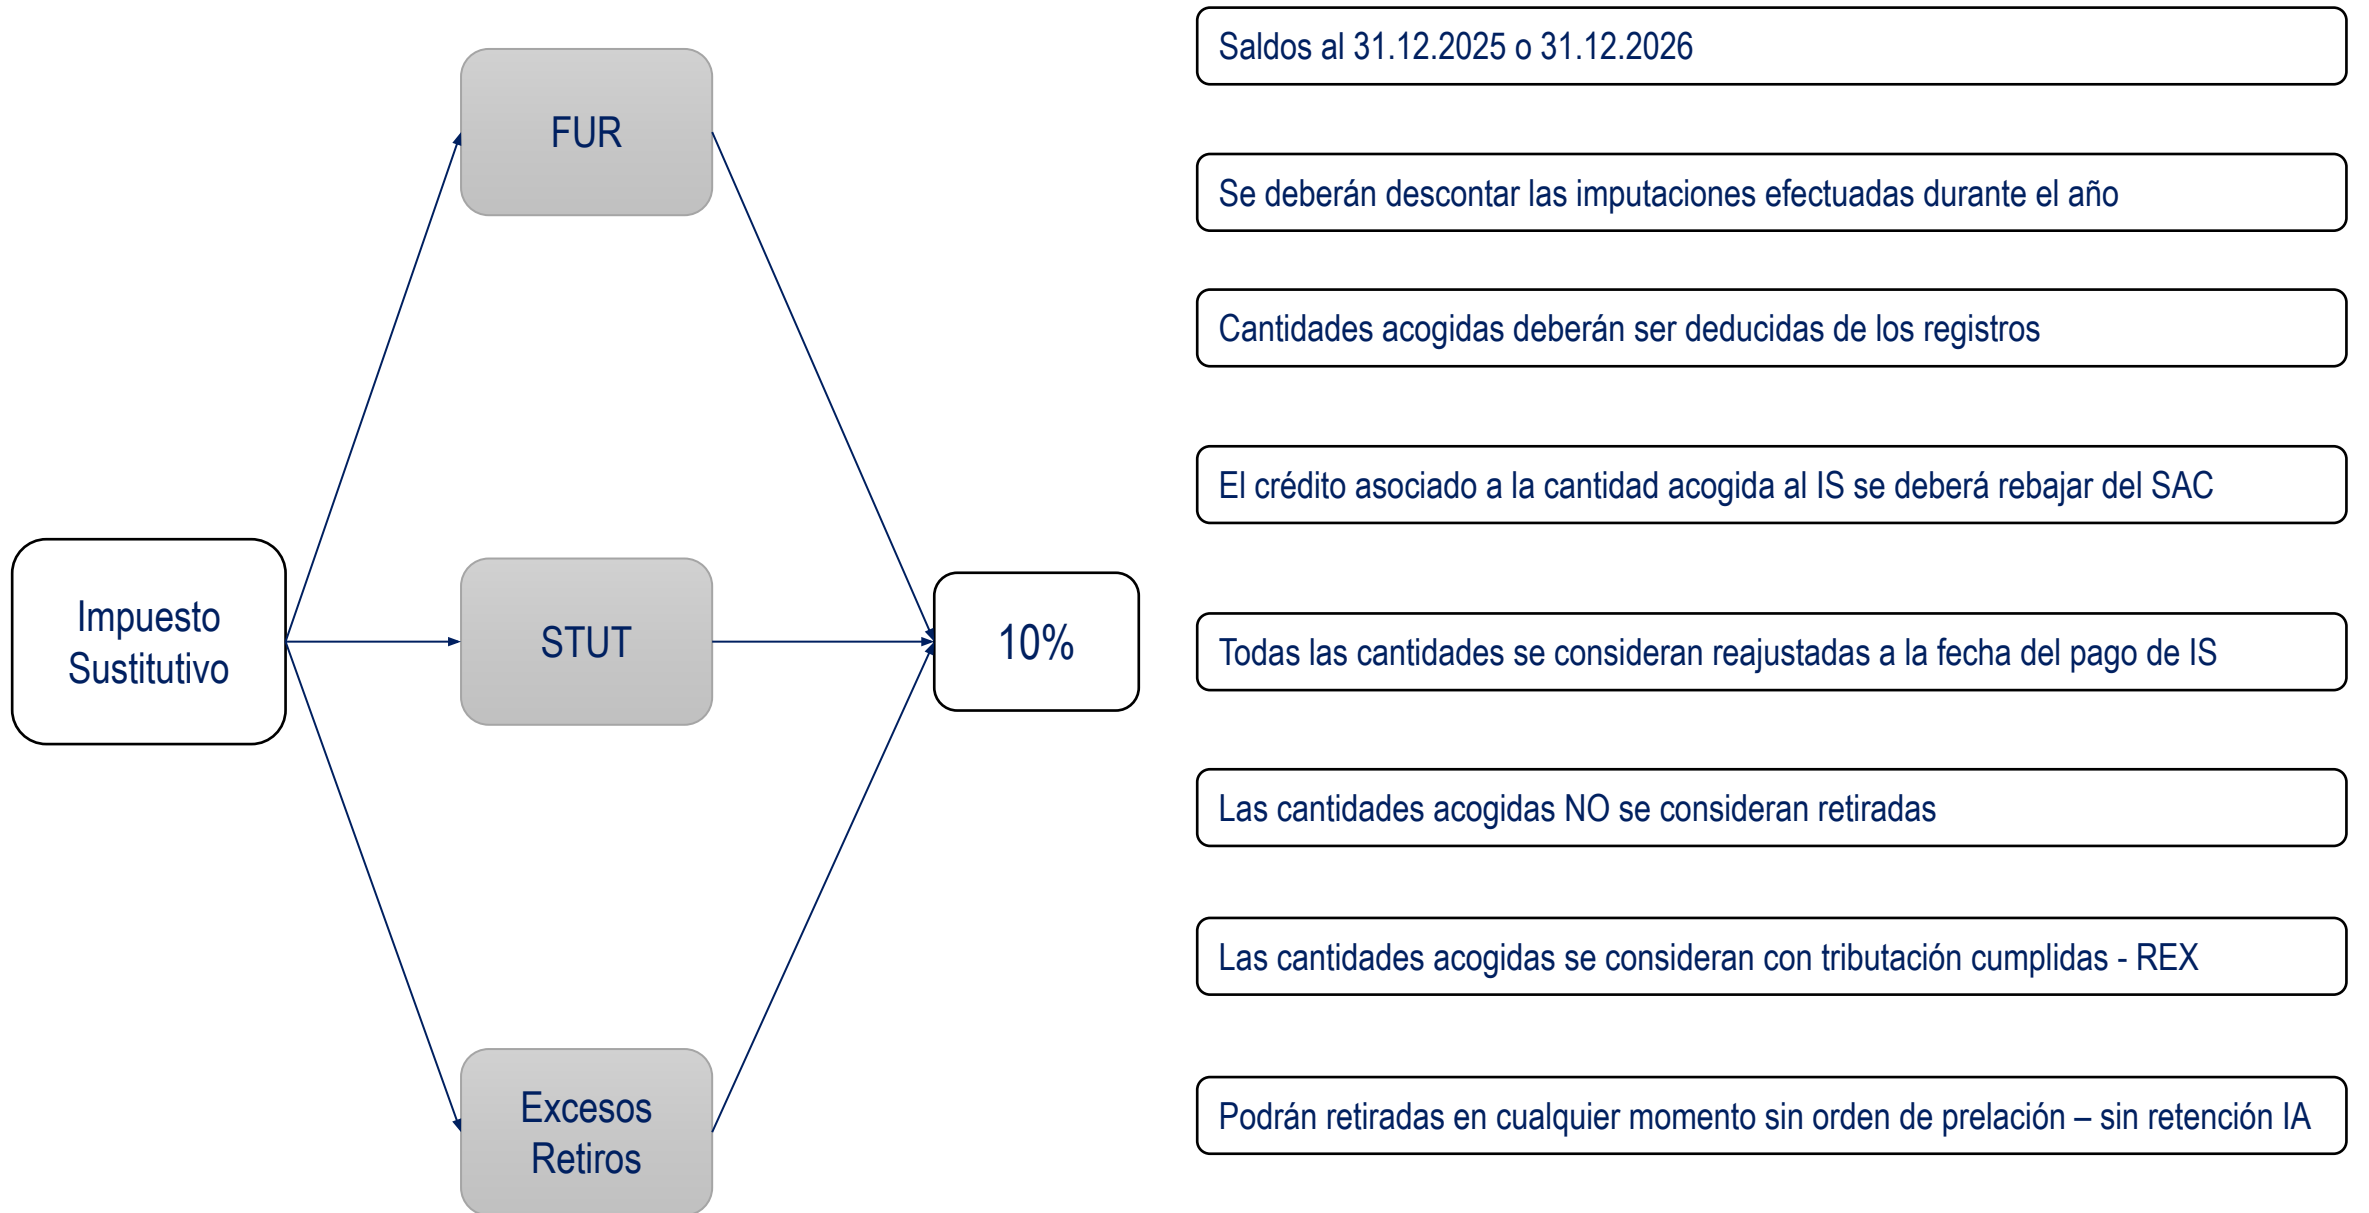 Impuesto
Sustitutivo
FUR
STUT
Excesos
Retiros
10%
Saldos al 31.12.2025 o 31.12.2026
Se deberán descontar las imputaciones efectuadas durante el año
Cantidades acogidas deberán ser deducidas de los registros
El crédito asociado a la cantidad acogida al IS se deberá rebajar del SAC
Todas las cantidades se consideran reajustadas a la fecha del pago de IS
Las cantidades acogidas NO se consideran retiradas
Las cantidades acogidas se consideran con tributación cumplidas - REX
Podrán retiradas en cualquier momento sin orden de prelación – sin retención IA